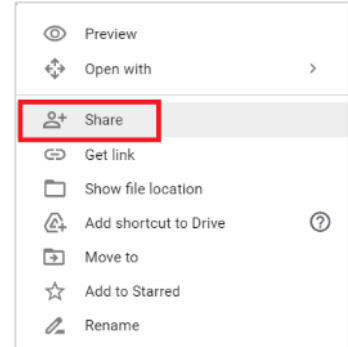 Preview
Open with
Share
Get link
Show file location
Add shortcut to Drive
Move to
Add to Starred
Rename